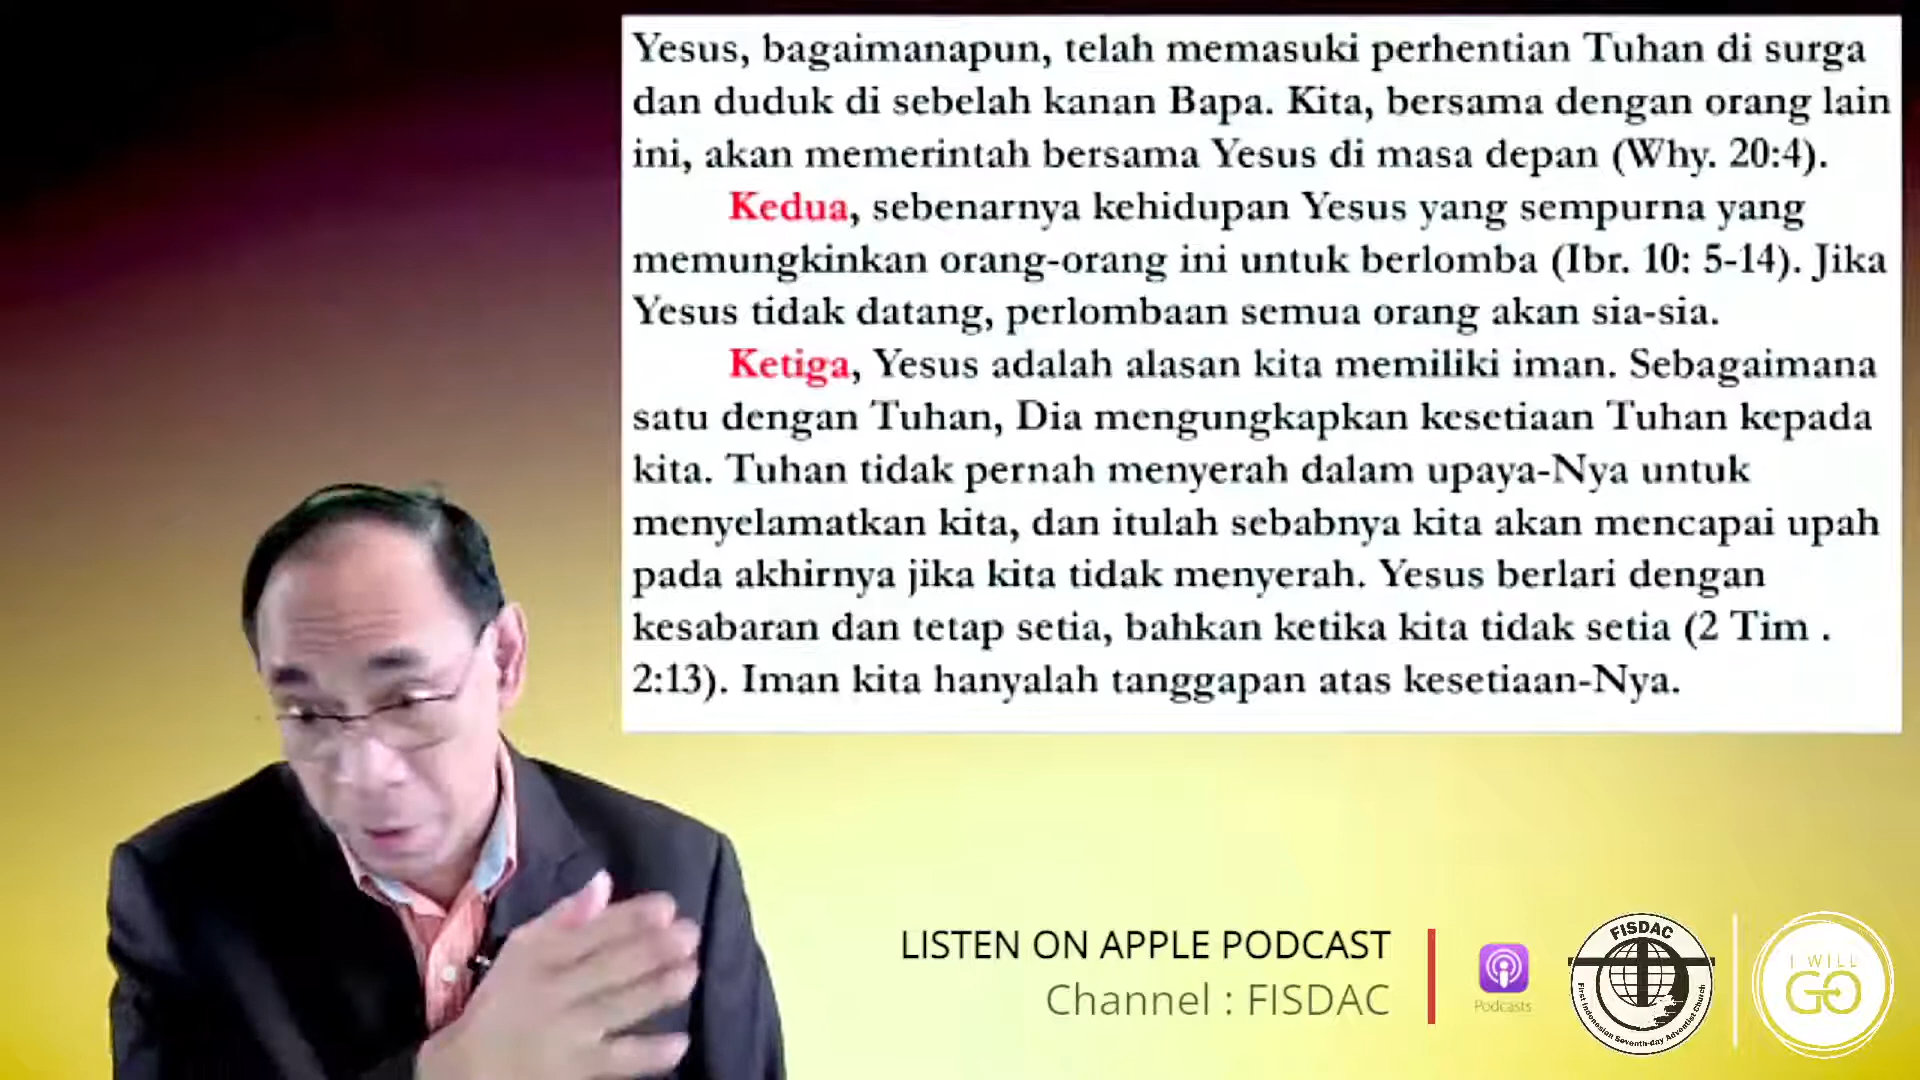 Yesus, bagaimanapun, telah memasuki perhentian Tuhan di surga
dan duduk di sebelah kanan Bapa. Kita, bersama dengan orang lain
ini, akan memerintah bersama Yesus di masa depan (Why. 20:4).
Kedua, sebenarnya kehidupan Yesus yang sempurna yang
memungkinkan orang-orang ini untuk berlomba (Ibr. 10: 5-14). Jika
Yesus tidak datang, perlombaan semua orang akan sia-sia.
Ketiga, Yesus adalah alasan kita memiliki iman. Sebagaimana
satu dengan Tuhan, Dia mengungkapkan kesetiaan Tuhan kepada
kita. Tuhan tidak pernah menyerah dalam upaya-Nya untuk
menyelamatkan kita, dan itulah sebabnya kita akan mencapai upah
pada akhirnya jika kita tidak menyerah. Yesus berlari dengan
kesabaran dan tetap setia, bahkan ketika kita tidak setia (2 Tim .
2:13). Iman kita hanyalah tanggapan atas kesetiaan-Nya.
LISTEN ON APPLE PODCAST
Channel : FISDAC
Podcasts
FISDAC
First Indonesian Seventh-day Adventist Church
I WILL
GO